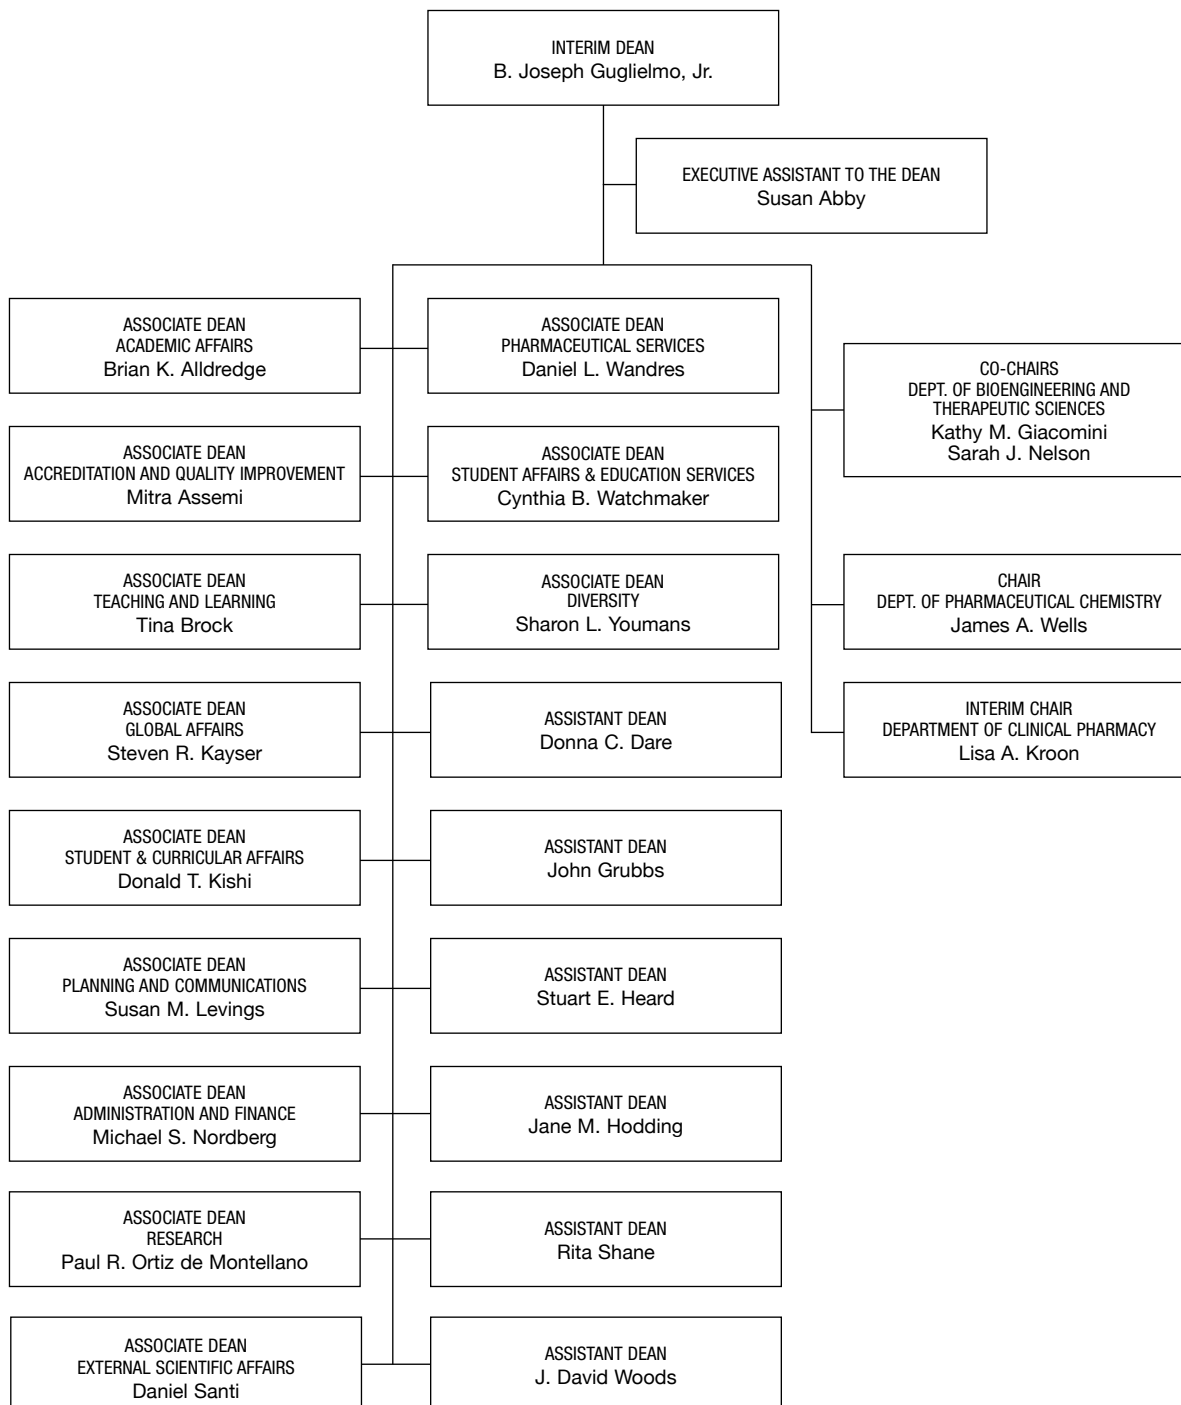 INTERIM DEAN
B. Joseph Guglielmo, Jr.
EXECUTIVE ASSISTANT TO THE DEAN
Susan Abby
ASSOCIATE DEAN
ACADEMIC AFFAIRS
Brian K. Alldredge
ASSOCIATE DEAN
PHARMACEUTICAL SERVICES
Daniel L. Wandres
CO-CHAIRS
DEPT. OF BIOENGINEERING AND
THERAPEUTIC SCIENCES
Kathy M. Giacomini
Sarah J. Nelson
ASSOCIATE DEAN
ACCREDITATION AND QUALITY IMPROVEMENT
Mitra Assemi
ASSOCIATE DEAN
STUDENT AFFAIRS & EDUCATION SERVICES
Cynthia B. Watchmaker
ASSOCIATE DEAN
TEACHING AND LEARNING
Tina Brock
ASSOCIATE DEAN
DIVERSITY
Sharon L. Youmans
CHAIR
DEPT. OF PHARMACEUTICAL CHEMISTRY
James A. Wells
ASSOCIATE DEAN
GLOBAL AFFAIRS
Steven R. Kayser
ASSISTANT DEAN
Donna C. Dare
INTERIM CHAIR
DEPARTMENT OF CLINICAL PHARMACY
Lisa A. Kroon
ASSOCIATE DEAN
STUDENT & CURRICULAR AFFAIRS
Donald T. Kishi
ASSISTANT DEAN
John Grubbs
ASSOCIATE DEAN
PLANNING AND COMMUNICATIONS
Susan M. Levings
ASSISTANT DEAN
Stuart E. Heard
ASSOCIATE DEAN
ADMINISTRATION AND FINANCE
Michael S. Nordberg
ASSISTANT DEAN
Jane M. Hodding
ASSOCIATE DEAN
RESEARCH
Paul R. Ortiz de Montellano
ASSISTANT DEAN
Rita Shane
ASSOCIATE DEAN
EXTERNAL SCIENTIFIC AFFAIRS
Daniel Santi
ASSISTANT DEAN
J. David Woods